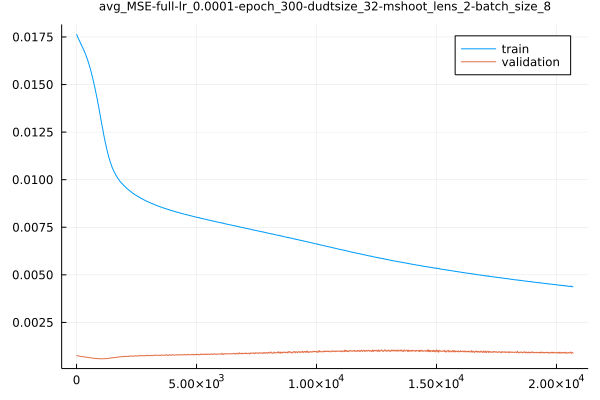 avg_MSE-full-lr_0.0001-epoch_300-dudtsize_32-mshoot_lens_2-batch_size_8
0.0175
train
validation
0.0150
0.0125
0.0100
0.0075
0.0050
0.0025
0 5.00×10³ 1.00×10⁴ 1.50×10⁴ 2.00×10⁴